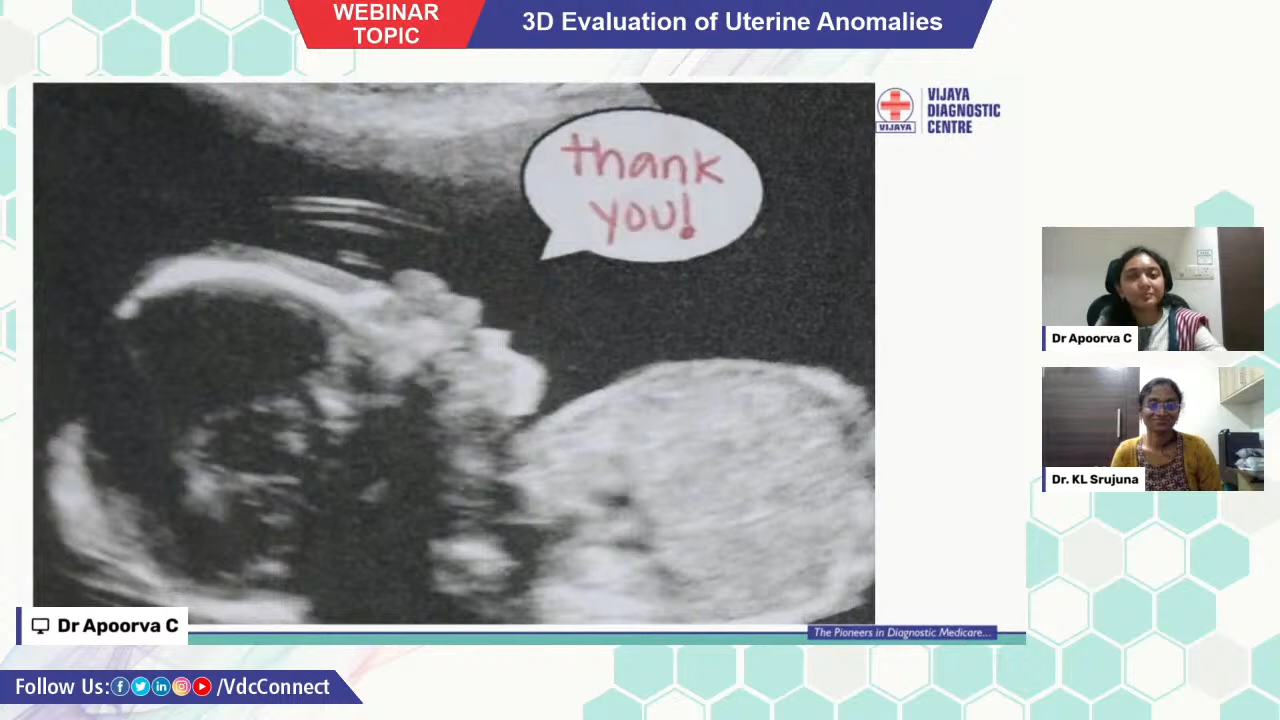 WEBINAR
TOPIC
3D Evaluation of Uterine Anomalies
thank
you!
VIJAYA
VIJAYA
DIAGNOSTIC
CENTRE
Dr Apoorva C
Dr. KL Srujuna
Dr Apoorva C
The Pioneers in Diagnostic Medicare...
Follow Us: /VdcConnect